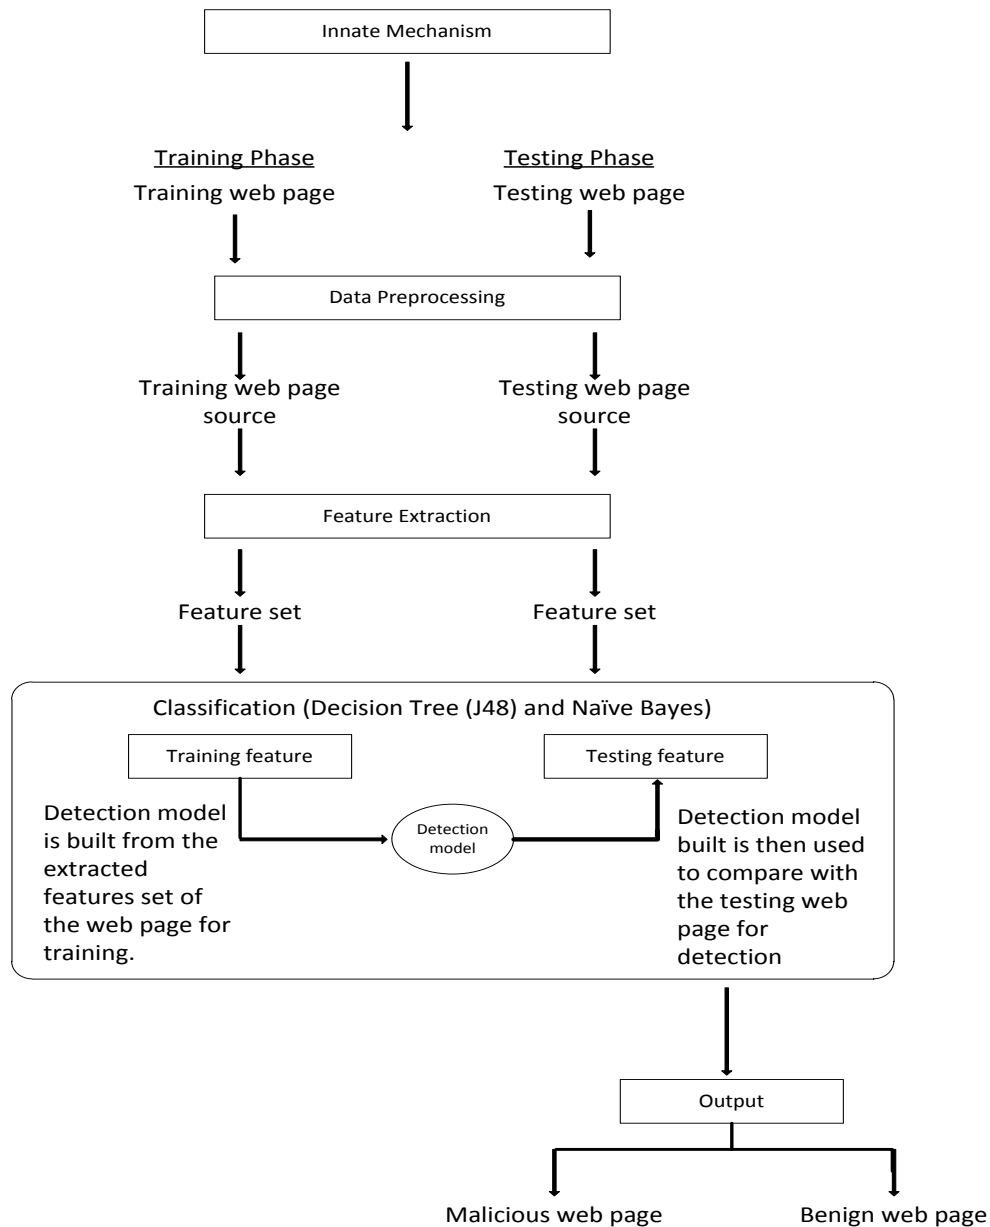 Innate Mechanism
Training Phase
Training web page
Testing Phase
Testing web page
Data Preprocessing
Training web page
source
Testing web page
source
Feature Extraction
Feature set
Feature set
Classification (Decision Tree (J48) and Naïve Bayes)
Training feature
Testing feature
Detection model
is built from the
extracted
features set of
the web page for
training.
Detection
model
Detection model
built is then used
to compare with
the testing web
page for
detection
Output
Malicious web page
Benign web page